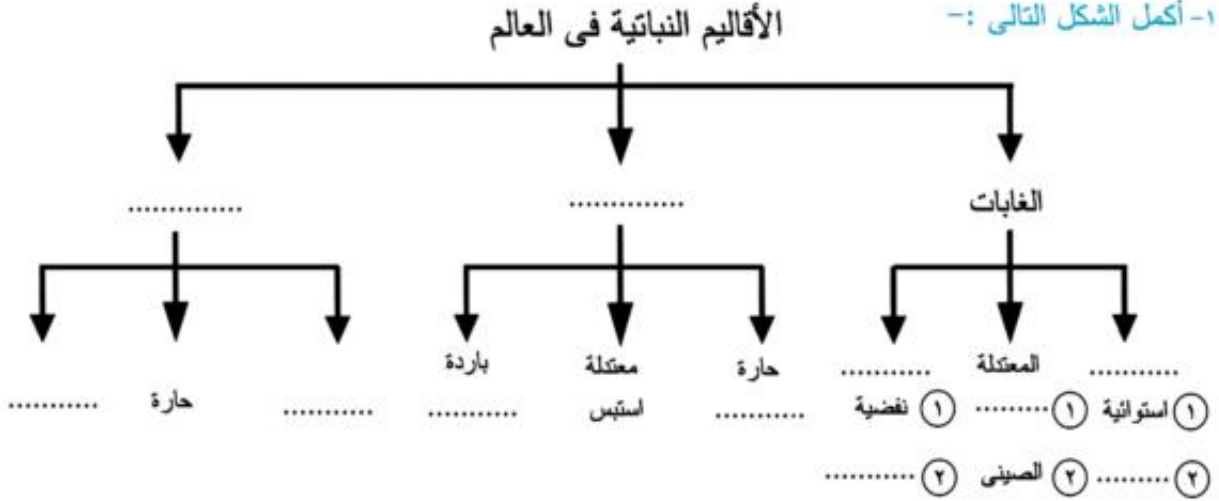 ١- أكمل الشكل التالى :-
الأقاليم النباتية فى العالم
الغابات .............. ..............
........... المعتدلة ........... حارة معتدلة باردة
① استوائية ① ......... ① نفضية ........... استبس ........... ........... حارة ...........
② ........... ② الصينى ② ...........